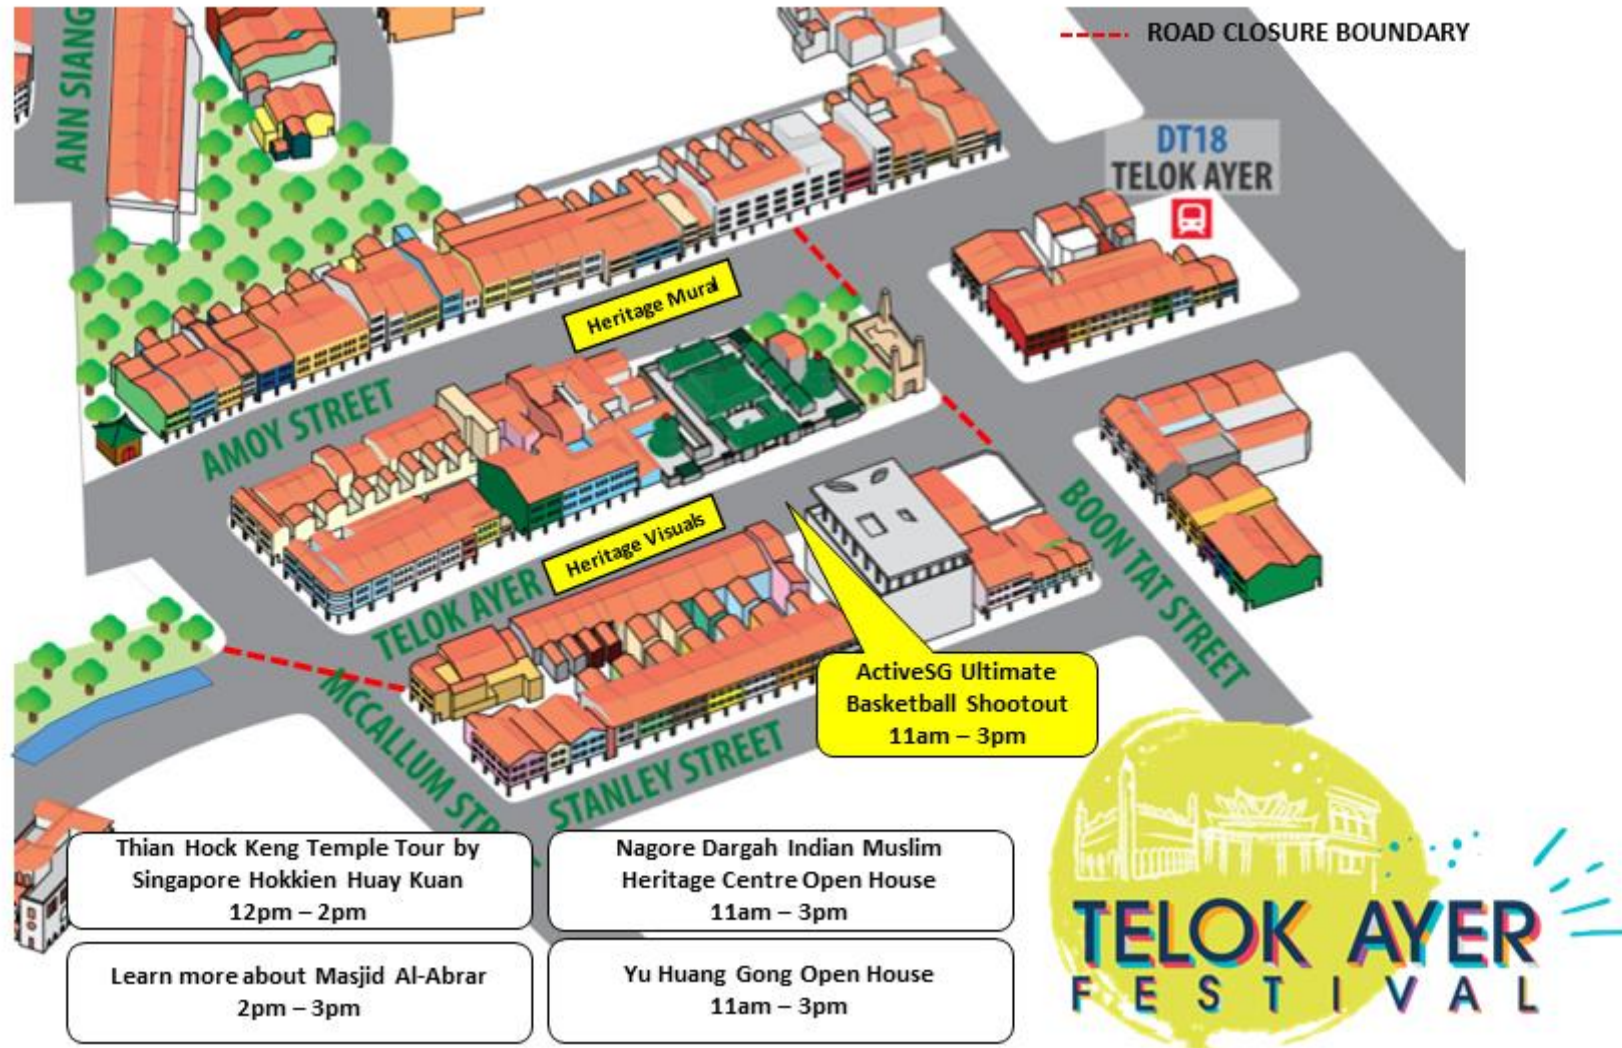 ROAD CLOSURE BOUNDARY
ANN SIANG
DT18
TELOK AYER
Heritage Mural
AMOY STREET
Heritage Visuals
TELOK AYER
BOON TAT STREET
MCCALLUM
STANLEY STREET
ActiveSG Ultimate
Basketball Shootout
11am – 3pm
Thian Hock Keng Temple Tour by
Singapore Hokkien Huay Kuan
12pm – 2pm
Nagore Dargah Indian Muslim
Heritage Centre Open House
11am – 3pm
Learn more about Masjid Al-Abrar
2pm – 3pm
Yu Huang Gong Open House
11am – 3pm
TELOK AYER
FESTIVAL